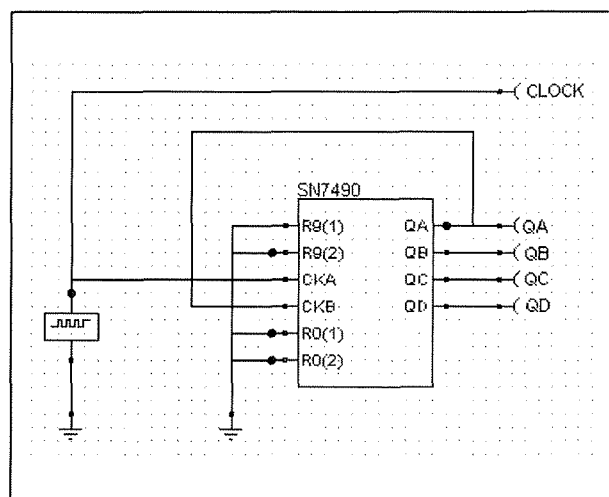 CLOCK
SN7490
R9(1) QA QA
R9(2) QB QB
CKA QC QC
CKB QD QD
R0(1)
R0(2)